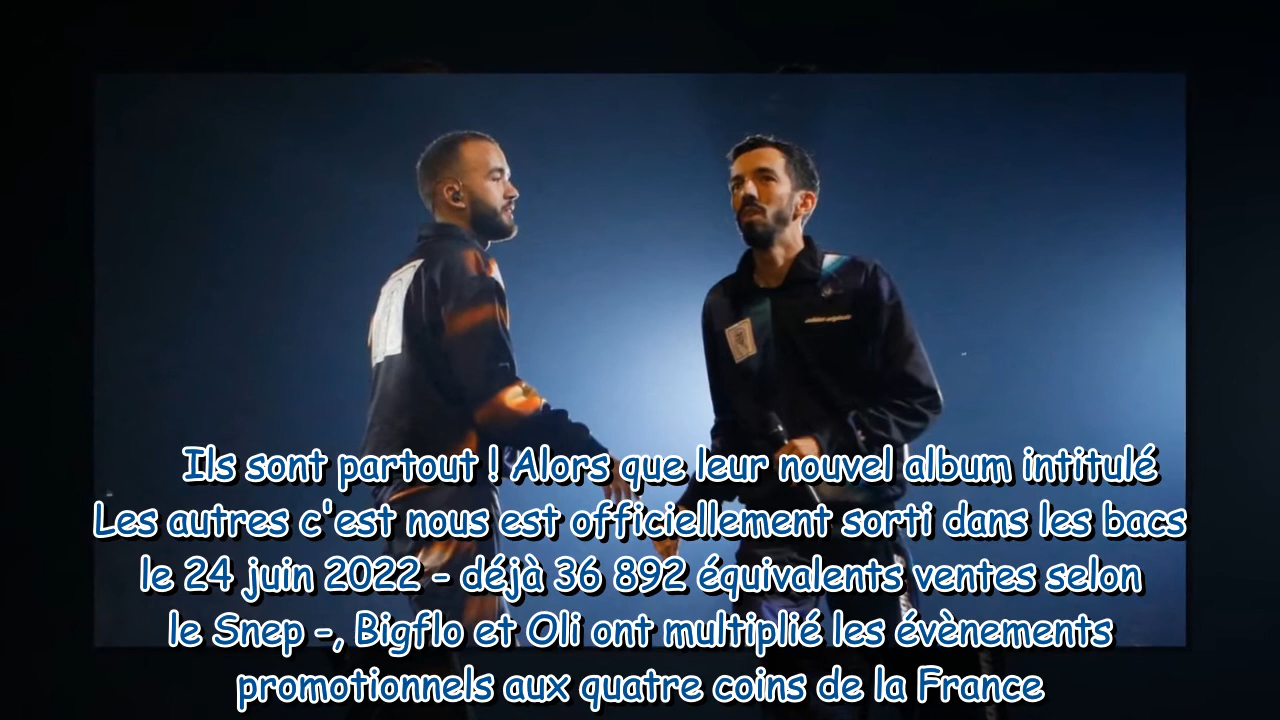 Ils sont partout ! Alors que leur nouvel album intitulé
Les autres c'est nous est officiellement sorti dans les bacs
le 24 juin 2022 - déjà 36 892 équivalents ventes selon
le Snep -, Bigflo et Oli ont multiplié les évènements
promotionnels aux quatre coins de la France